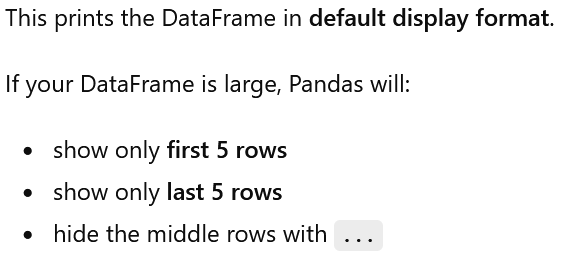 This prints the DataFrame in default display format.
If your DataFrame is large, Pandas will:
• show only first 5 rows
• show only last 5 rows
• hide the middle rows with ...